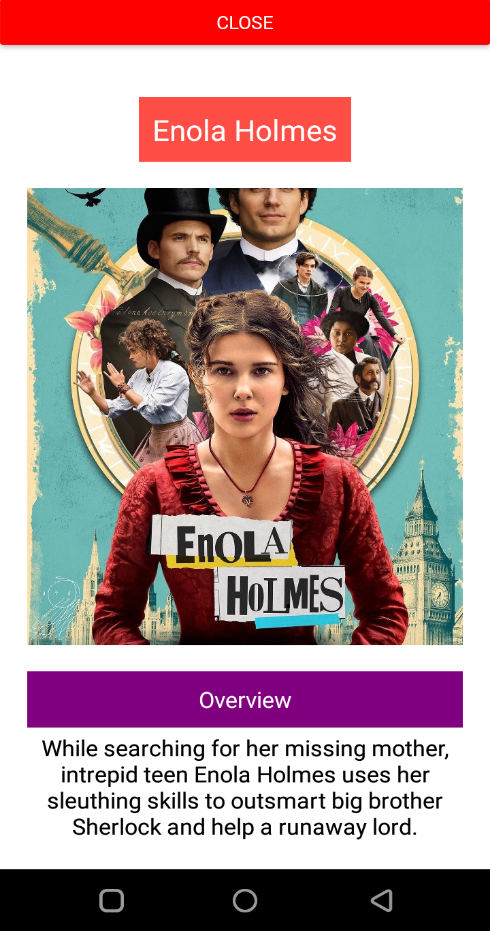 CLOSE
Enola Holmes
EnOLA
HoLMES
Overview
While searching for her missing mother,
intrepid teen Enola Holmes uses her
sleuthing skills to outsmart big brother
Sherlock and help a runaway lord.